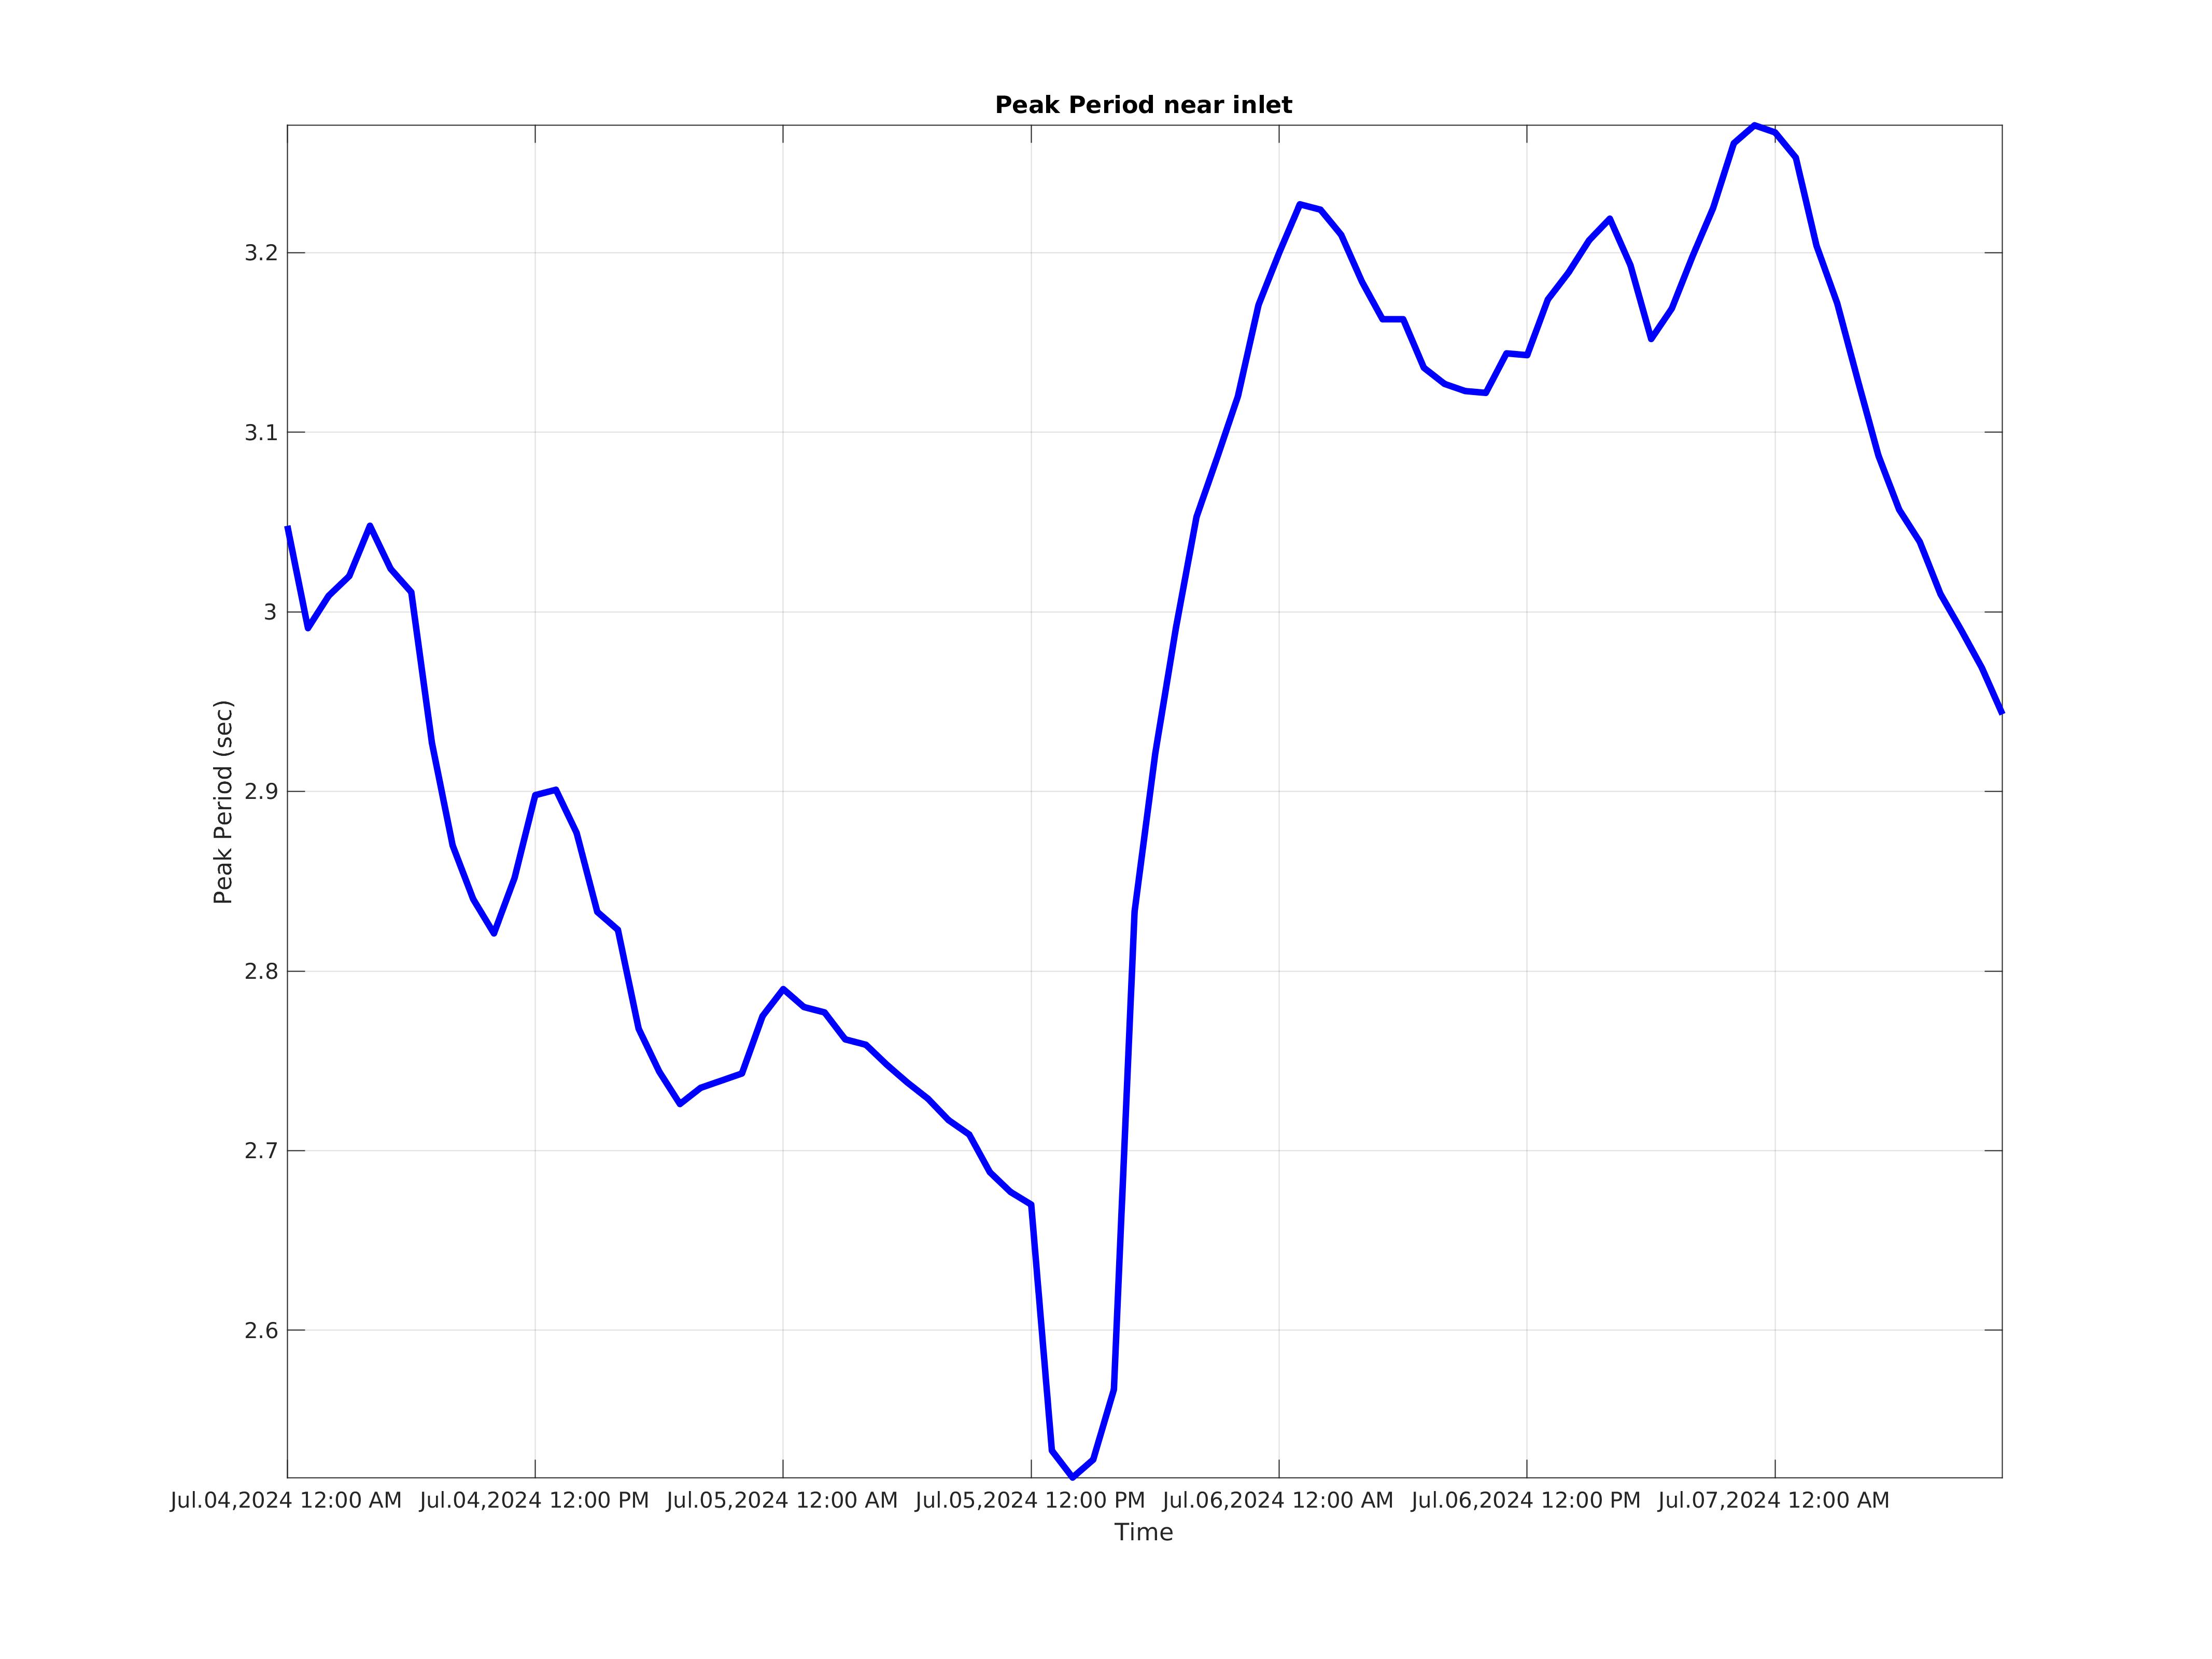 Peak Period near inlet
3.2
3.1
3
2.9
2.8
2.7
2.6
Peak Period (sec)
Jul.04,2024 12:00 AM Jul.04,2024 12:00 PM Jul.05,2024 12:00 AM Jul.05,2024 12:00 PM Jul.06,2024 12:00 AM Jul.06,2024 12:00 PM Jul.07,2024 12:00 AM
Time